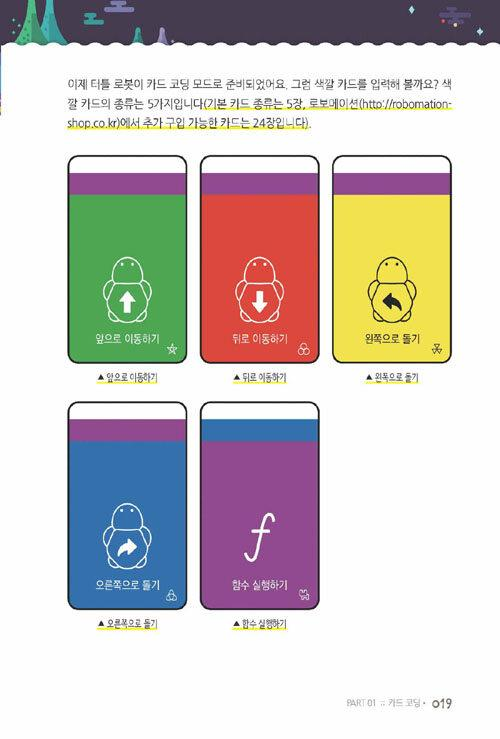 이제 터틀 로봇이 카드 코딩 모드로 준비되었어요. 그럼 색깔 카드를 입력해 볼까요? 색
깔 카드의 종류는 5가지입니다(기본 카드 종류는 5장, 로보메이션(http://robomation-
shop.co.kr)에서 추가 구입 가능한 카드는 24장입니다).
앞으로 이동하기
뒤로 이동하기
왼쪽으로 돌기
▲ 앞으로 이동하기
▲ 뒤로 이동하기
▲ 왼쪽으로 돌기
오른쪽으로 돌기
f
함수 실행하기
▲ 오른쪽으로 돌기
▲ 함수 실행하기
PART 01 :: 카드 코딩 • 019